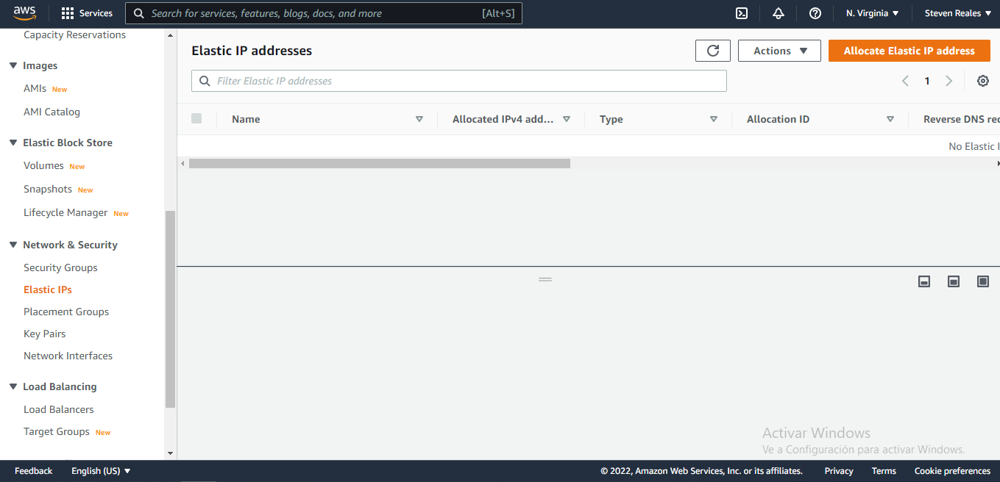 aws
Services
Search for services, features, blogs, docs, and more
[Alt+S]
N. Virginia
Steven Reales
Capacity Reservations
Images
AMIs New
AMI Catalog
Elastic Block Store
Volumes New
Snapshots New
Lifecycle Manager New
Network & Security
Security Groups
Elastic IPs
Placement Groups
Key Pairs
Network Interfaces
Load Balancing
Load Balancers
Target Groups New
Elastic IP addresses
Actions
Allocate Elastic IP address
Filter Elastic IP addresses
1
Name
Allocated IPv4 add...
Type
Allocation ID
Reverse DNS rec
No Elastic I
Activar Windows
Ve a Configuración para activar Windows.
Feedback
English (US)
© 2022, Amazon Web Services, Inc. or its affiliates.
Privacy
Terms
Cookie preferences